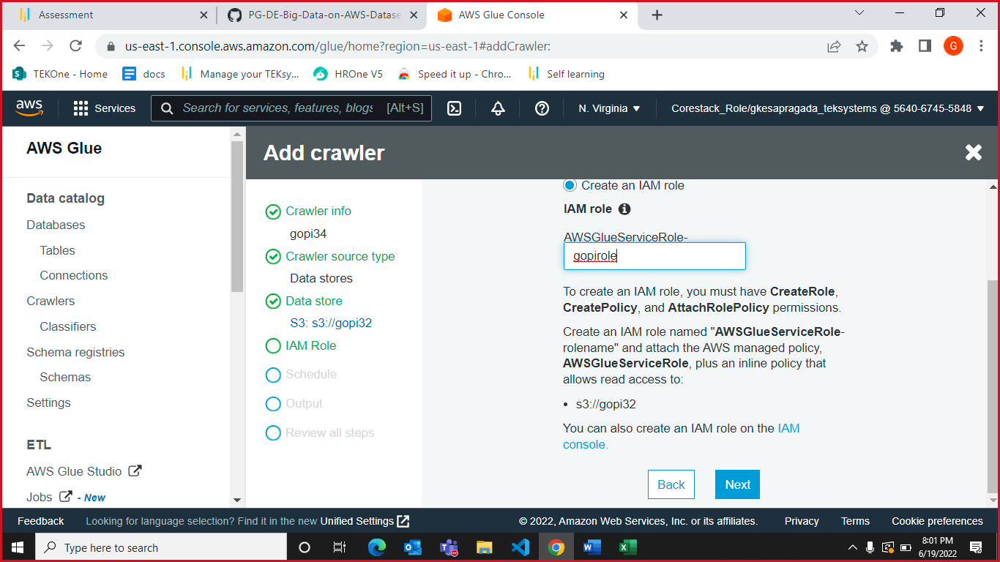 Assessment
PG-DE-Big-Data-on-AWS-Datase
AWS Glue Console
us-east-1.console.aws.amazon.com/glue/home?region=us-east-1#addCrawler:
G
TEKOne - Home
docs
Manage your TEKsy...
HROne V5
Speed it up - Chro...
Self learning
aws
Services
Search for services, features, blogs
[Alt+S]
N. Virginia
Corestack_Role/gkesapragada_teksystems @ 5640-6745-5848
AWS Glue
Data catalog
Databases
Tables
Connections
Crawlers
Classifiers
Schema registries
Schemas
Settings
ETL
AWS Glue Studio
Jobs - New
Add crawler
Crawler info
gopi34
Crawler source type
Data stores
Data store
S3: s3://gopi32
IAM Role
Schedule
Output
Review all steps
Create an IAM role
IAM role
AWSGlueServiceRole-
gopirole
To create an IAM role, you must have CreateRole,
CreatePolicy, and AttachRolePolicy permissions.
Create an IAM role named "AWSGlueServiceRole-
rolename" and attach the AWS managed policy,
AWSGlueServiceRole, plus an inline policy that
allows read access to:
• s3://gopi32
You can also create an IAM role on the IAM
console.
Back
Next
Feedback
Looking for language selection? Find it in the new Unified Settings
© 2022, Amazon Web Services, Inc. or its affiliates.
Privacy
Terms
Cookie preferences
Type here to search
8:01 PM
6/19/2022